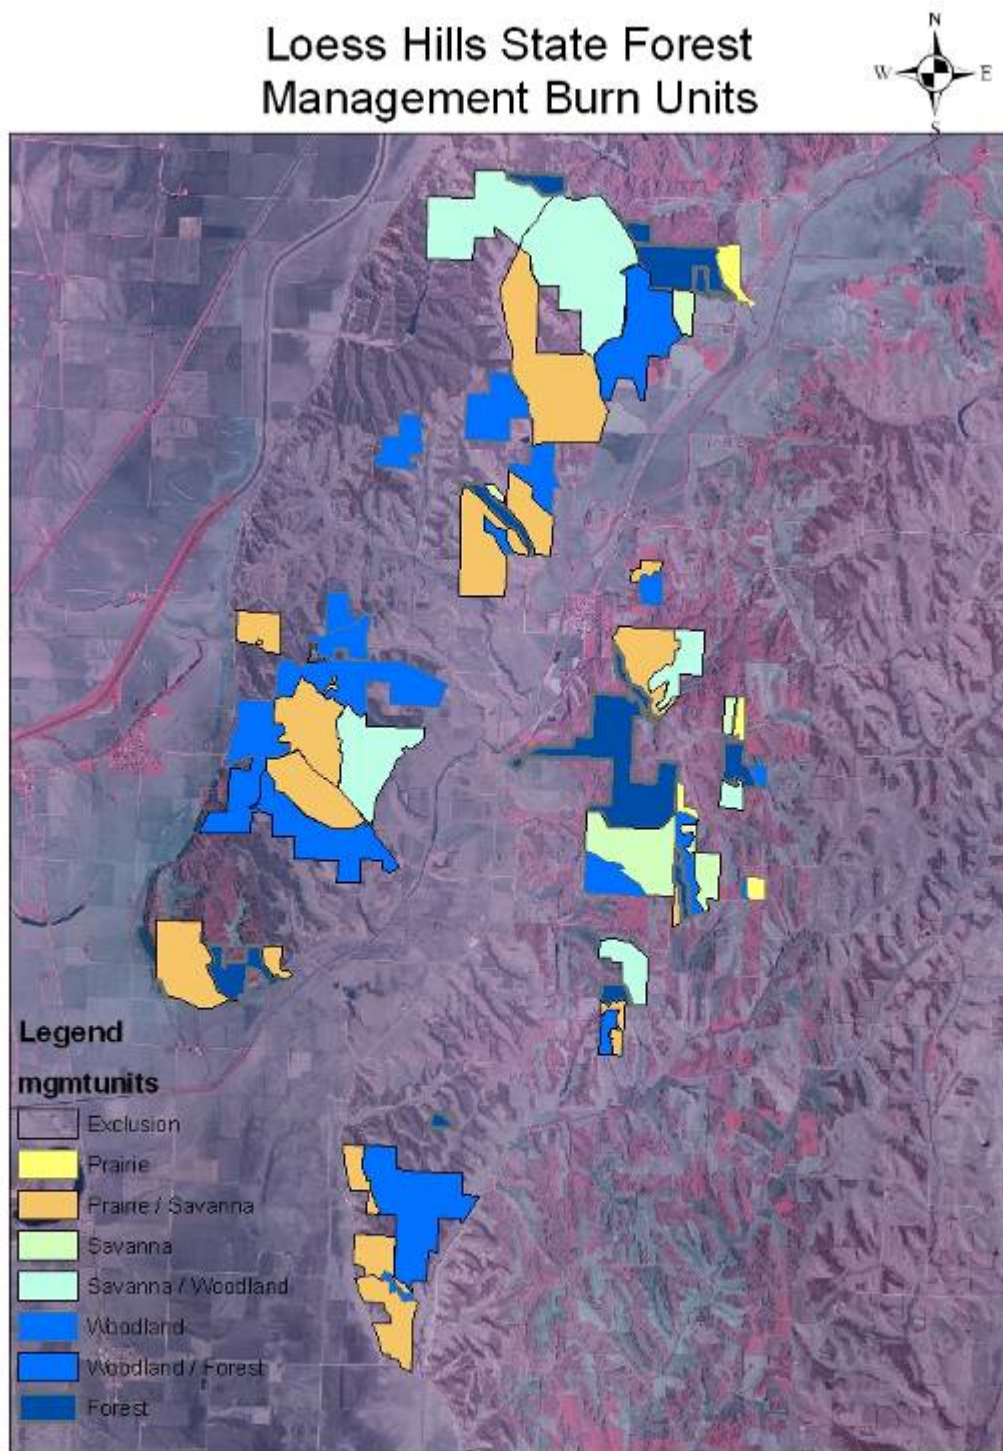 Loess Hills State Forest
Management Burn Units
N
W
E
S
Legend
mgmtunits
Exclusion
Prairie
Prairie / Savanna
Savanna
Savanna / Woodland
Woodland
Woodland / Forest
Forest